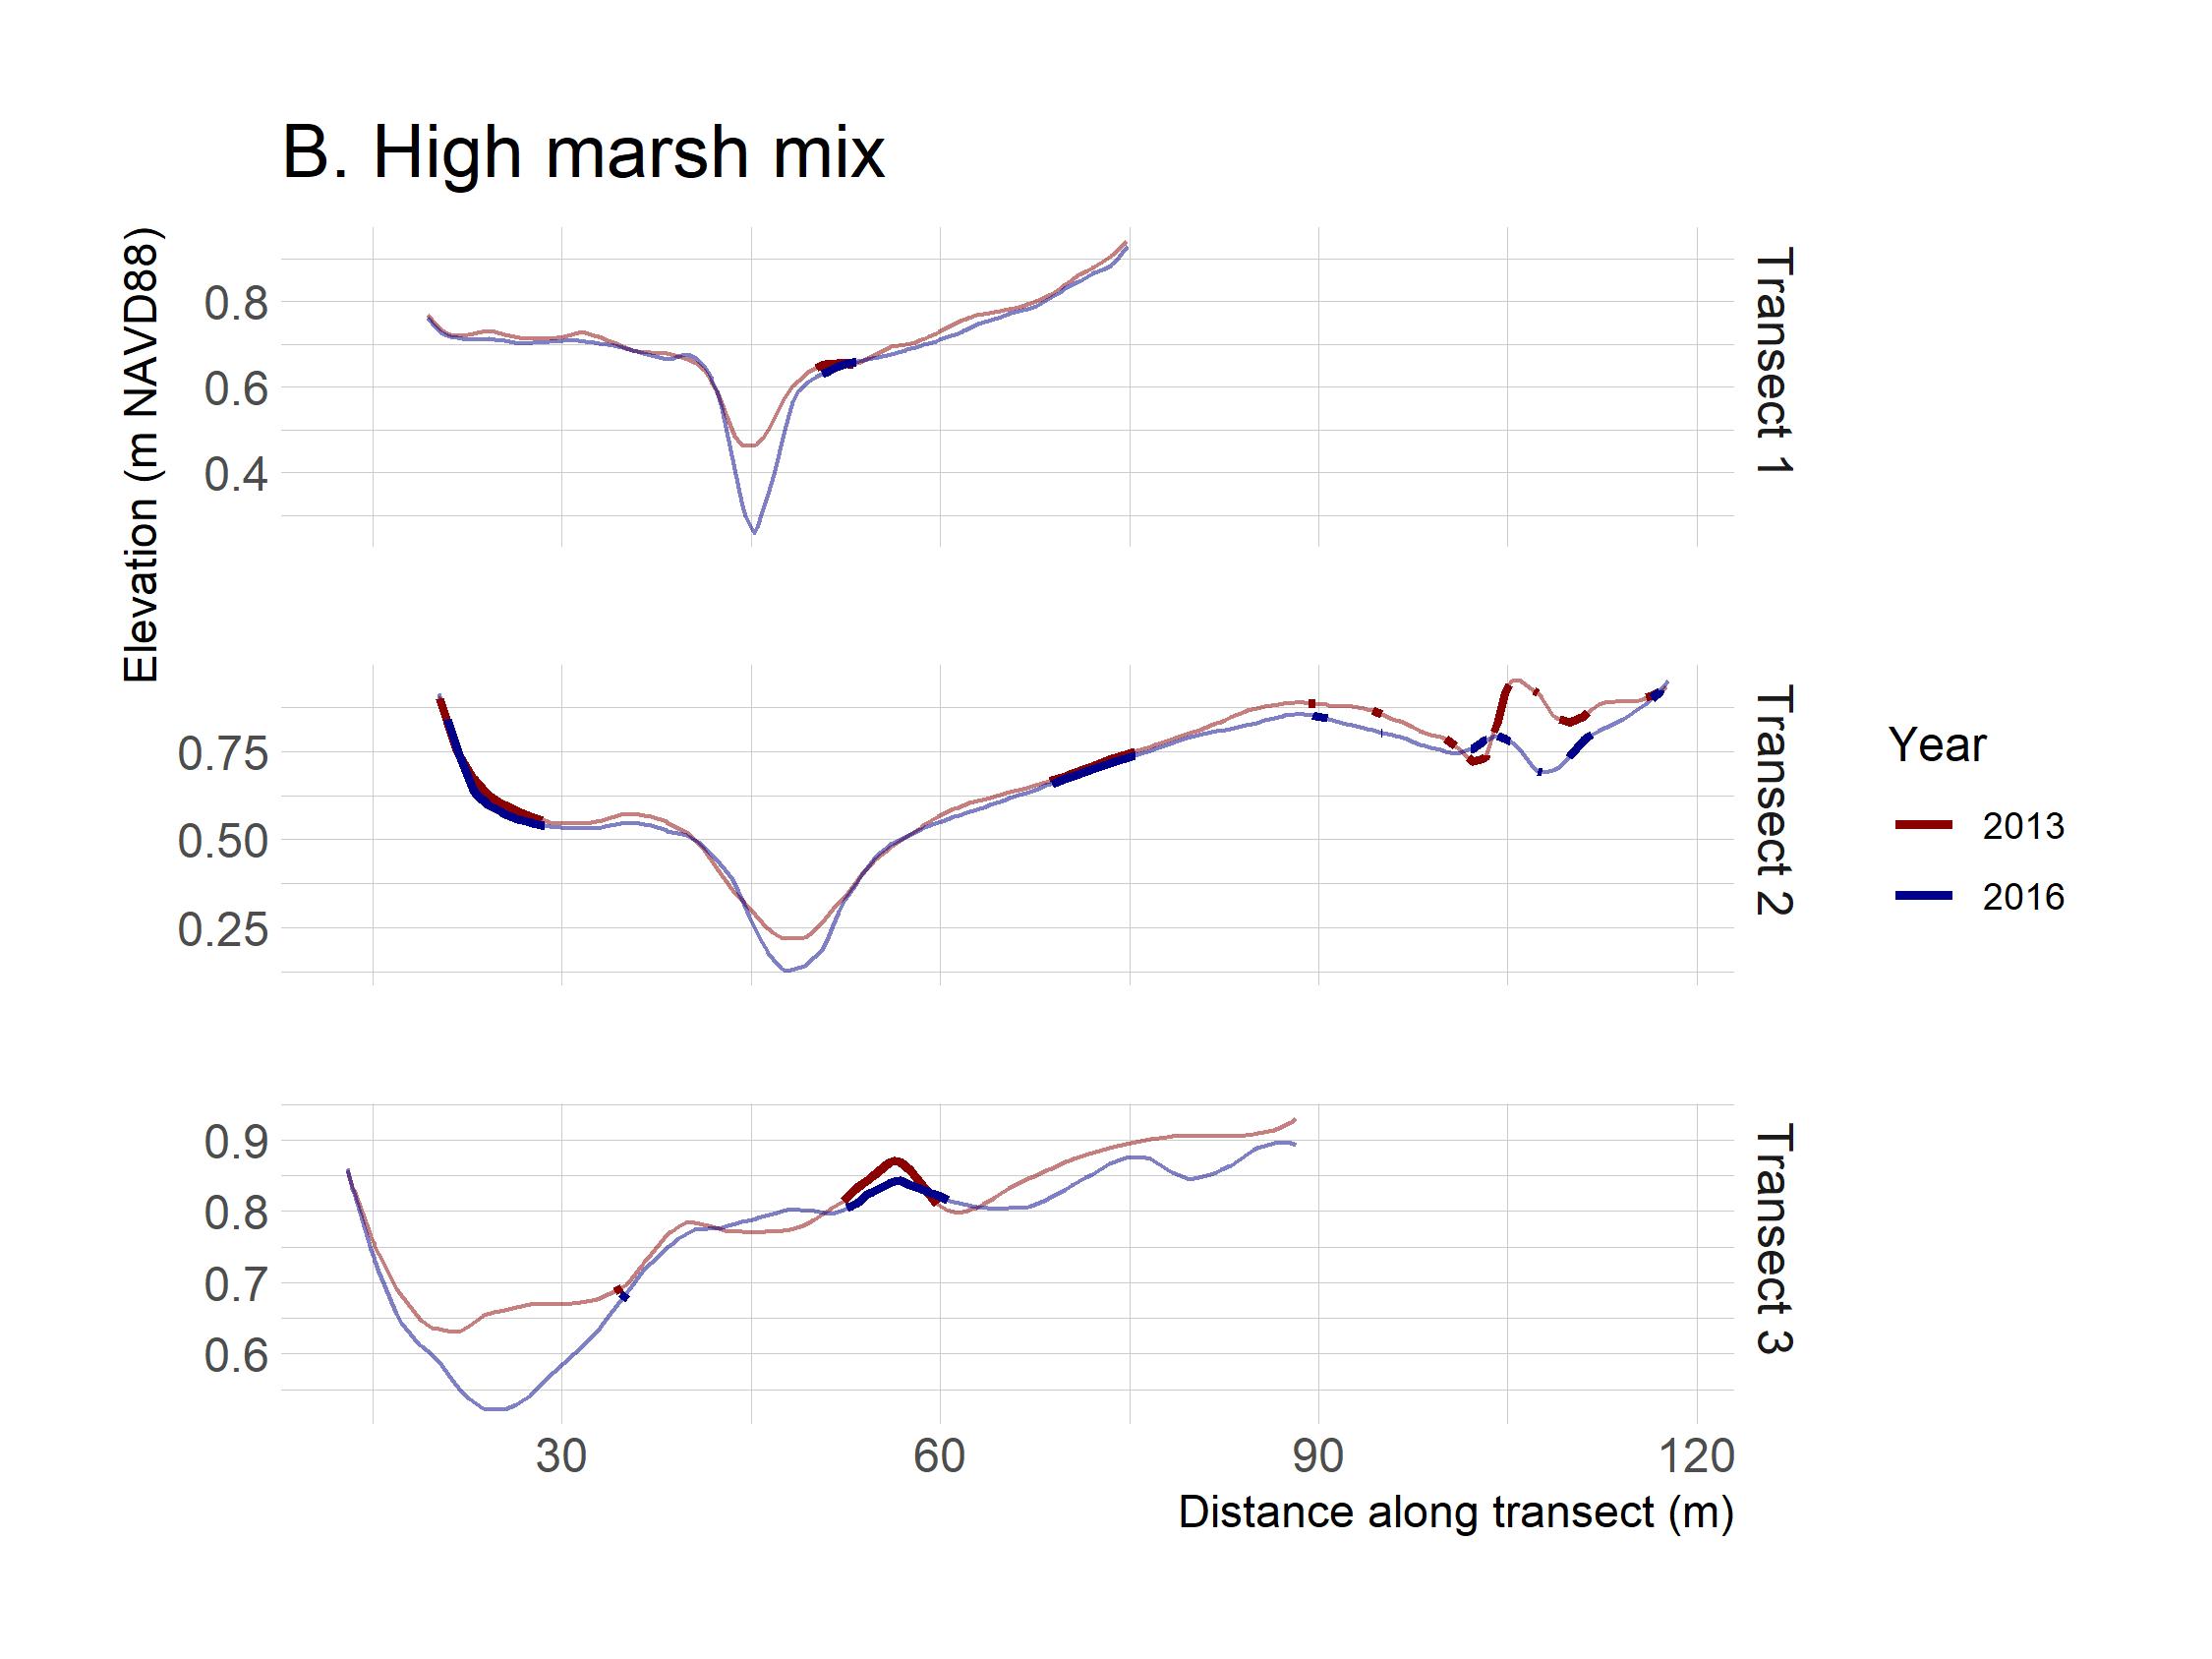 B. High marsh mix
Elevation (m NAVD88)
0.8
0.6
0.4
Transect 1
0.75
0.50
0.25
Transect 2
0.9
0.8
0.7
0.6
Transect 3
30 60 90 120
Distance along transect (m)
Year
2013
2016